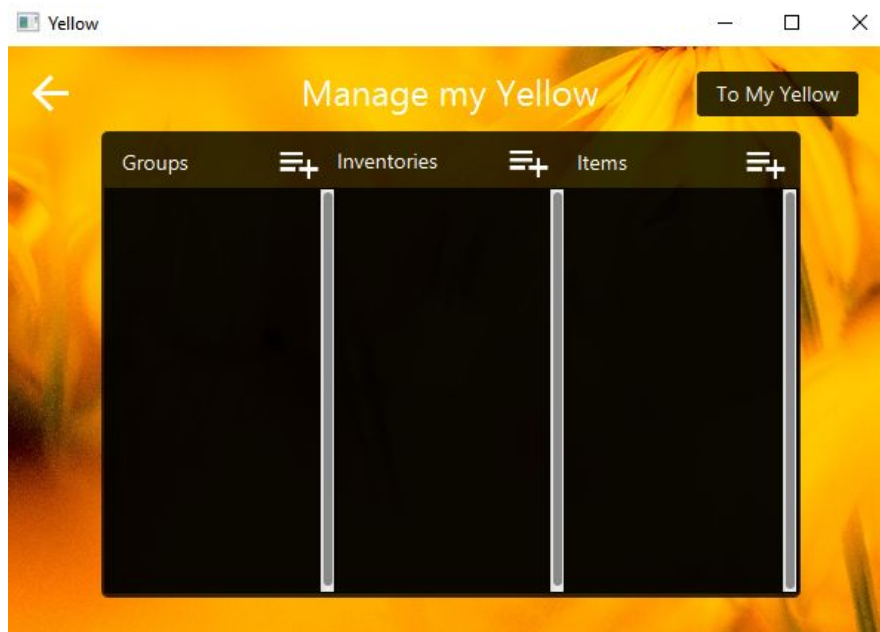 Yellow
Manage my Yellow
To My Yellow
Groups
Inventories
Items